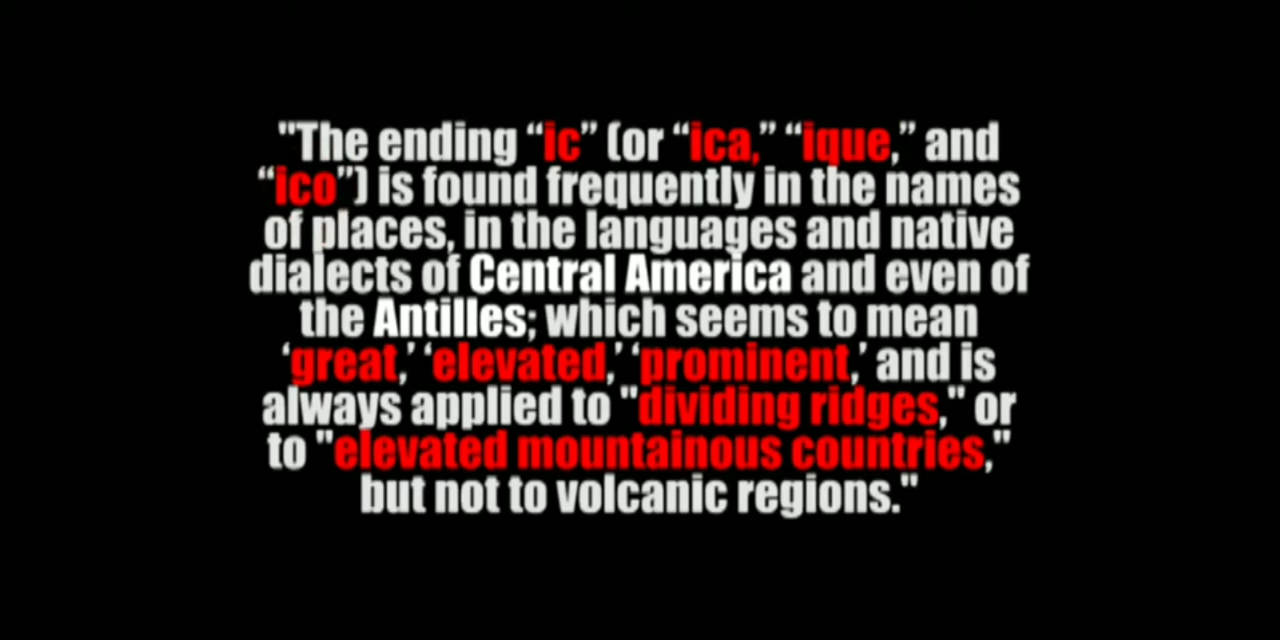 "The ending “ic” (or “ica,” “ique,” and
“ico”) is found frequently in the names
of places, in the languages and native
dialects of Central America and even of
the Antilles; which seems to mean
‘great,’ ‘elevated,’ ‘prominent,’ and is
always applied to "dividing ridges," or
to "elevated mountainous countries,"
but not to volcanic regions."